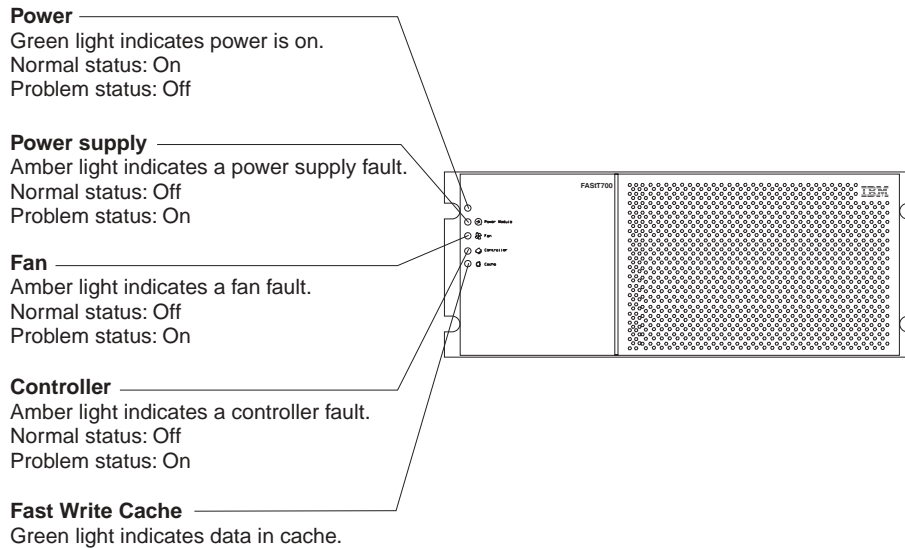 Power
Green light indicates power is on.
Normal status: On
Problem status: Off
Power supply
Amber light indicates a power supply fault.
Normal status: Off
Problem status: On
Fan
Amber light indicates a fan fault.
Normal status: Off
Problem status: On
Controller
Amber light indicates a controller fault.
Normal status: Off
Problem status: On
Fast Write Cache
Green light indicates data in cache.
FAStT700
IBM
Power Module
Fan
Controller
Cache